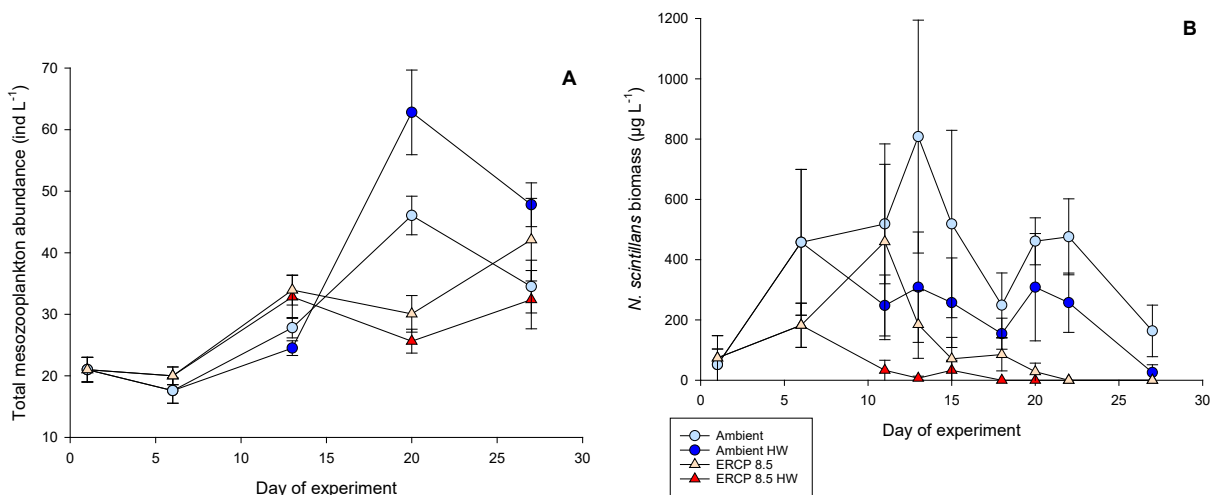 A
Total mesozooplankton abundance (ind L⁻¹)
70
60
50
40
30
20
10
0 5 10 15 20 25 30
Day of experiment
B
N. scintillans biomass (µg L⁻¹)
1200
1000
800
600
400
200
0
0 5 10 15 20 25 30
Day of experiment
Ambient
Ambient HW
ERCP 8.5
ERCP 8.5 HW